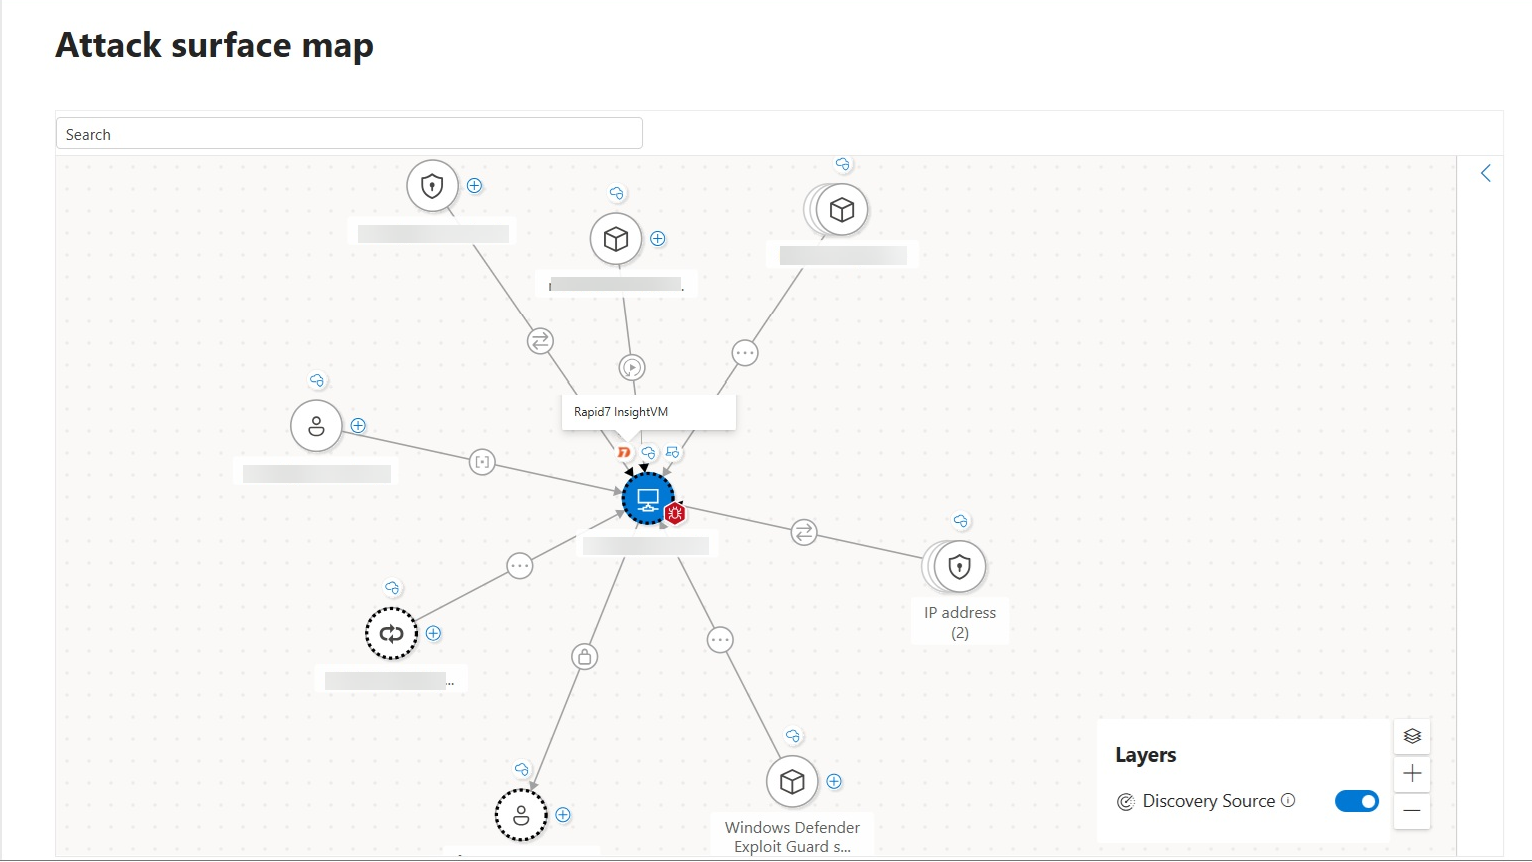 Attack surface map
Search
Rapid7 InsightVM
IP address
(2)
Windows Defender
Exploit Guard s...
Layers
Discovery Source